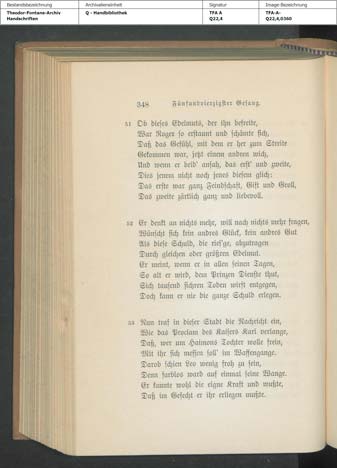 Bestandsbezeichnung Archivalieneinheit Signatur Image-Bezeichnung
Theodor-Fontane-Archiv Q - Handbibliothek TFA A TFA-A-
Handschriften Q22,4 Q22,4,0360
348 Fünfundvierzigster Gesang.
51 Ob dieses Edelmuts, der ihn befreite,
War Roger so erstaunt und schämte sich,
Daß das Gefühl, mit dem er her zum Streite
Gekommen war, jetzt einem andren wich,
Und wenn er beid' ansah, das erst' und zweite,
Dies jenem nicht noch jenes diesem glich:
Das erste war ganz Feindschaft, Gift und Groll,
Das zweite zärtlich ganz und liebevoll.
52 Er denkt an nichts mehr, will nach nichts mehr fragen,
Wünscht sich kein andres Glück, kein andres Gut
Als diese Schuld, die ries'ge, abzutragen
Durch gleichen oder größren Edelmut.
Er meint, wenn er in allen seinen Tagen,
So alt er wird, dem Prinzen Dienste thut,
Sich tausend sichren Toden wirft entgegen,
Doch kann er nie die ganze Schuld erlegen.
53 Nun traf in dieser Stadt die Nachricht ein,
Wie das Proclam des Kaisers Karl verlange,
Daß, wer um Haimons Tochter wolle frein,
Mit ihr sich messen soll' im Waffengange.
Darob schien Leo wenig froh zu sein,
Denn farblos ward auf einmal seine Wange.
Er kannte wohl die eigne Kraft und wußte,
Daß im Gefecht er ihr erliegen mußte.